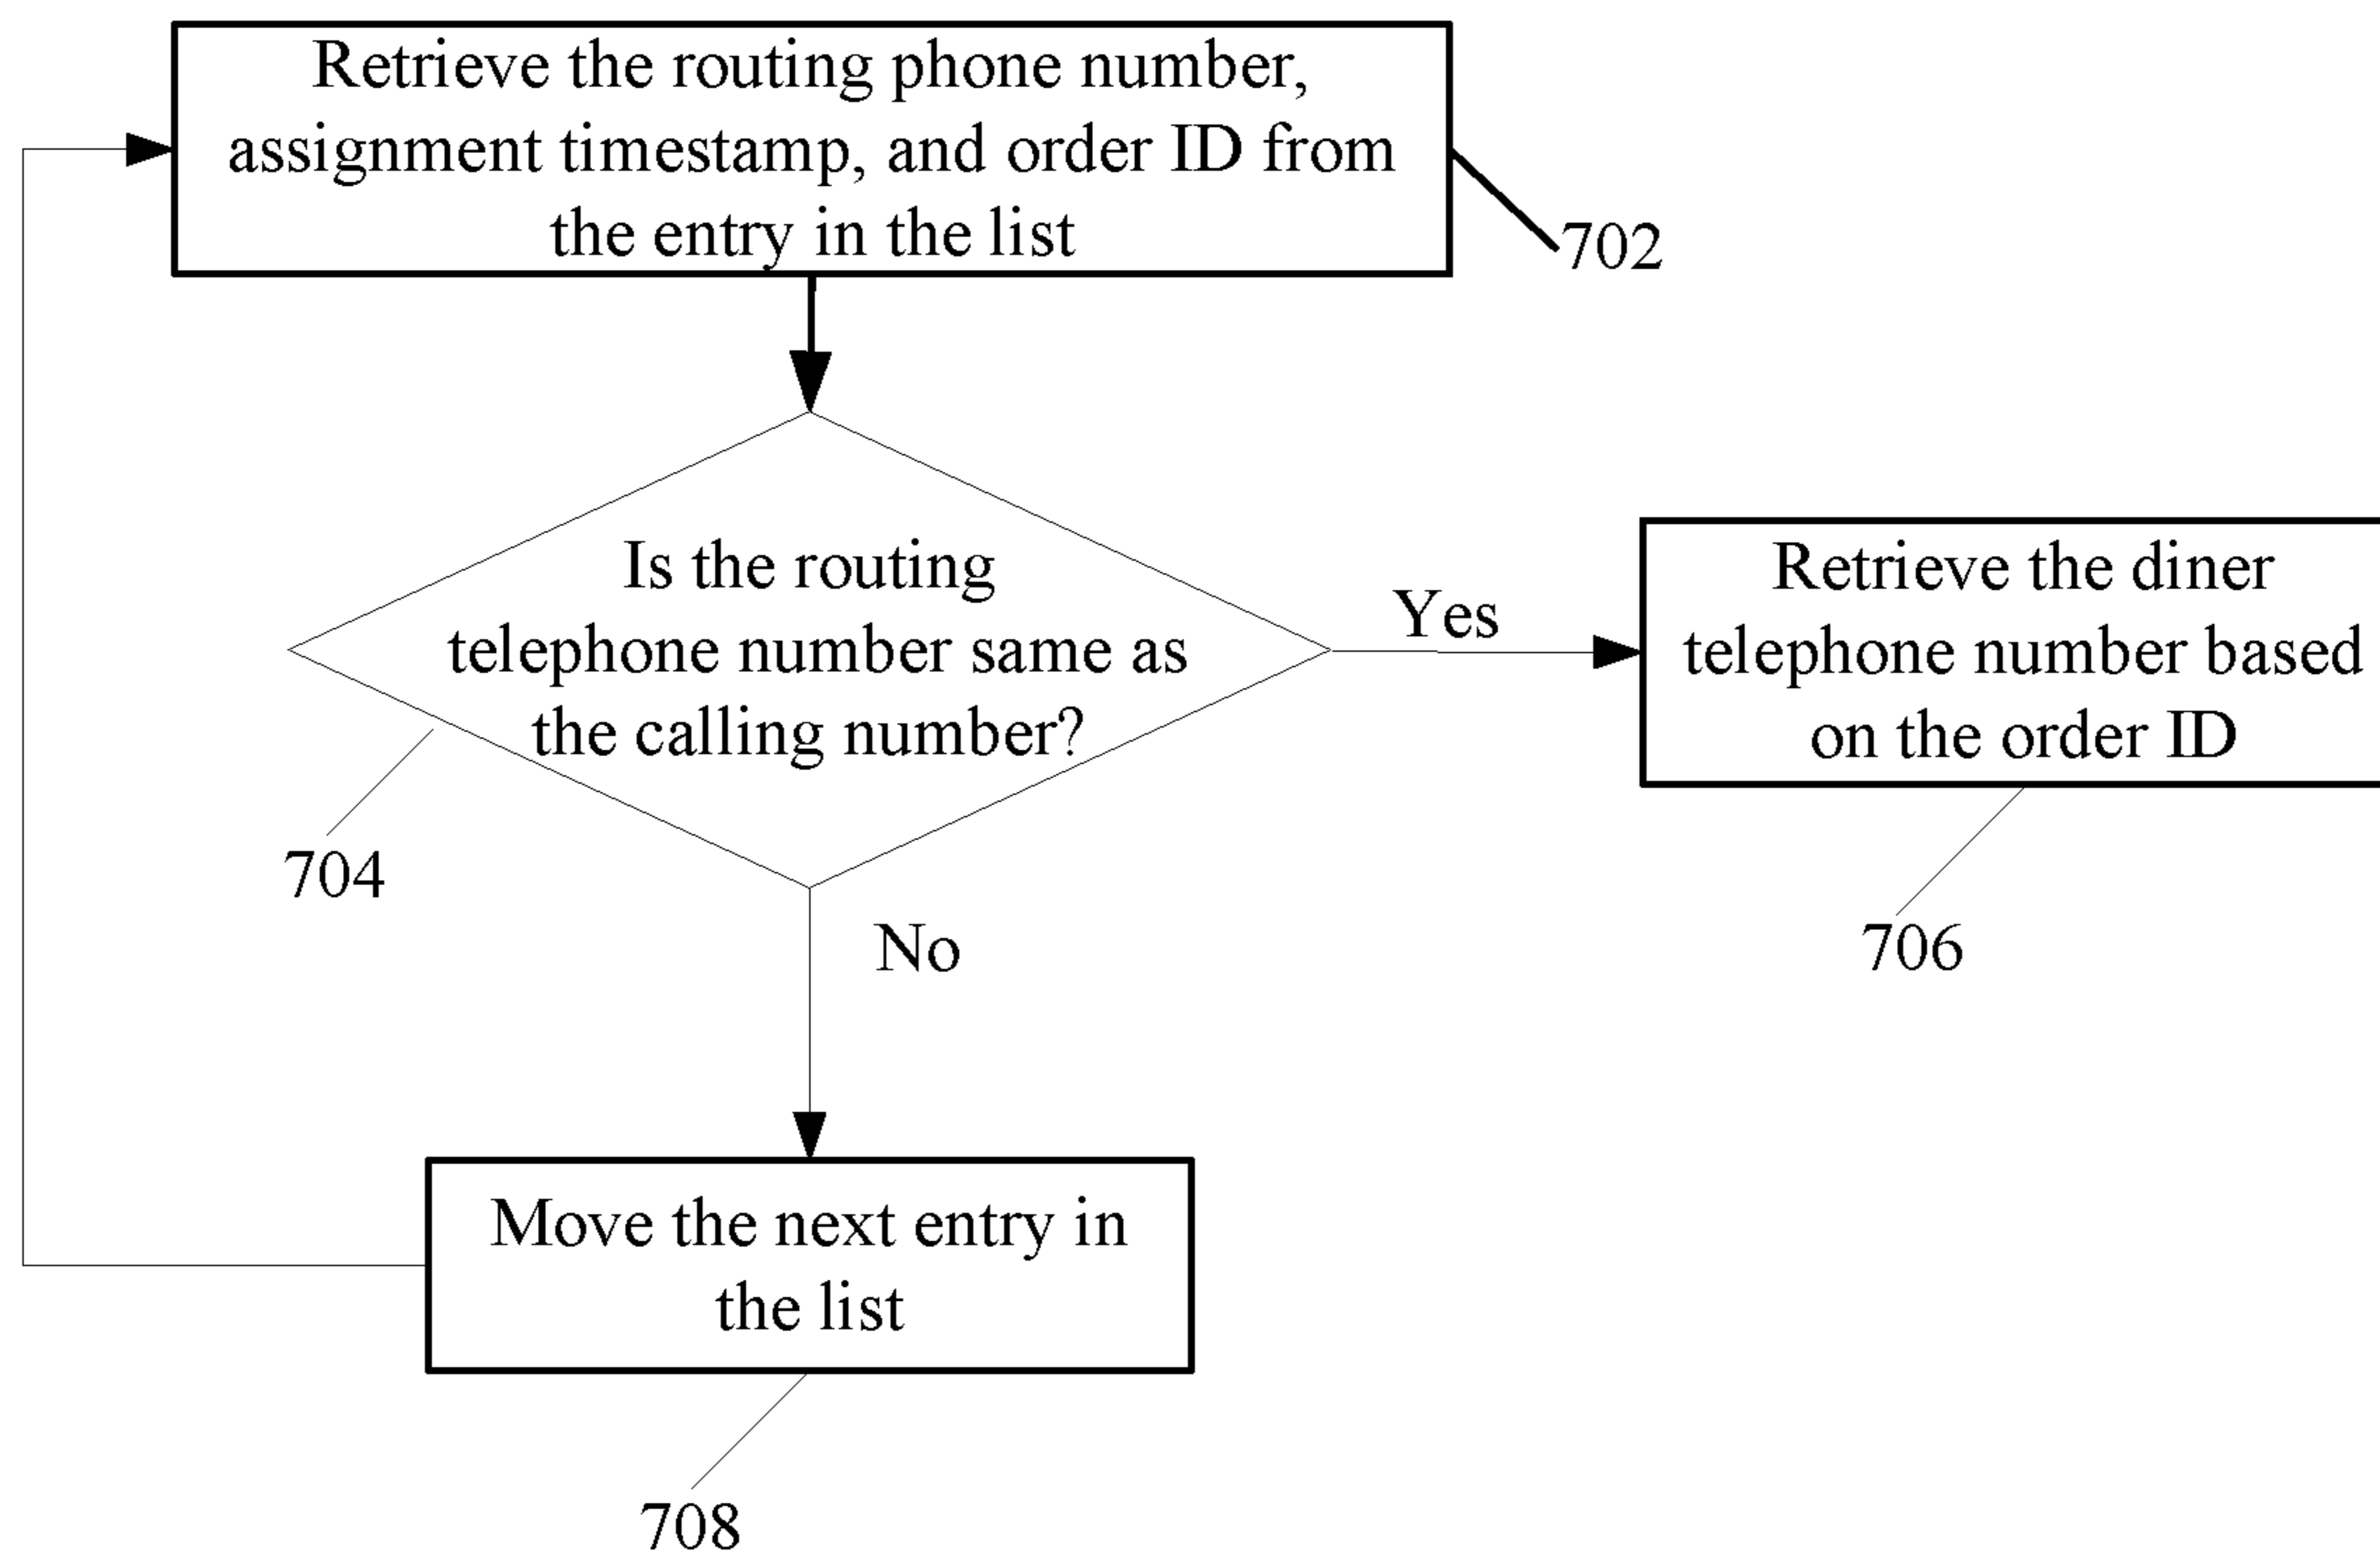 Retrieve the routing phone number,
assignment timestamp, and order ID from
the entry in the list
702
Is the routing
telephone number same as
the calling number?
Yes
Retrieve the diner
telephone number based
on the order ID
704
706
No
Move the next entry in
the list
708